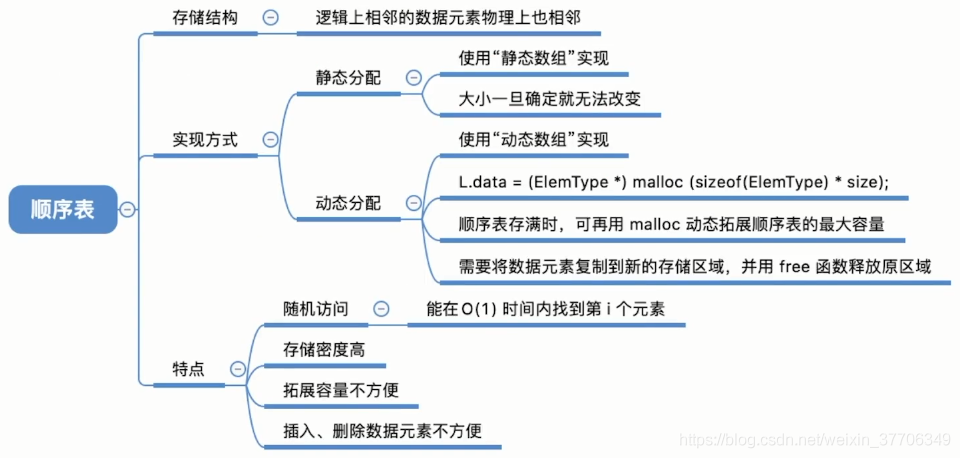 顺序表
存储结构
逻辑上相邻的数据元素物理上也相邻
实现方式
静态分配
使用“静态数组”实现
大小一旦确定就无法改变
动态分配
使用“动态数组”实现
L.data = (ElemType *) malloc (sizeof(ElemType) * size);
顺序表存满时，可再用 malloc 动态拓展顺序表的最大容量
需要将数据元素复制到新的存储区域，并用 free 函数释放原区域
特点
随机访问
能在O(1) 时间内找到第 i 个元素
存储密度高
拓展容量不方便
插入、删除数据元素不方便
https://blog.csdn.net/weixin_37706349